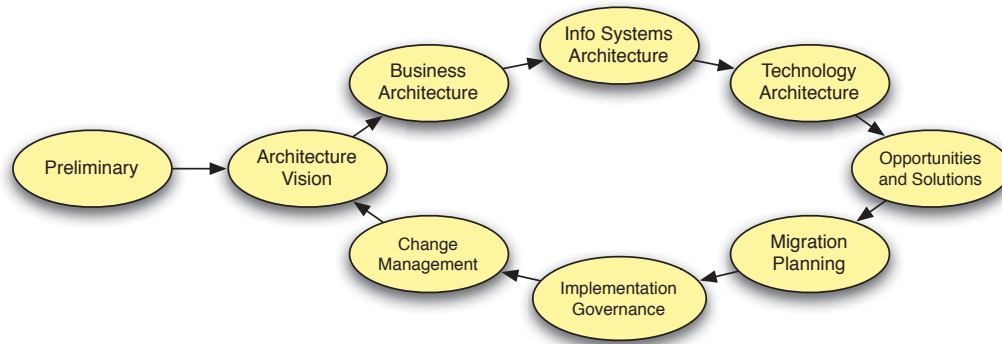 Preliminary
Architecture
Vision
Business
Architecture
Info Systems
Architecture
Technology
Architecture
Opportunities
and Solutions
Migration
Planning
Implementation
Governance
Change
Management